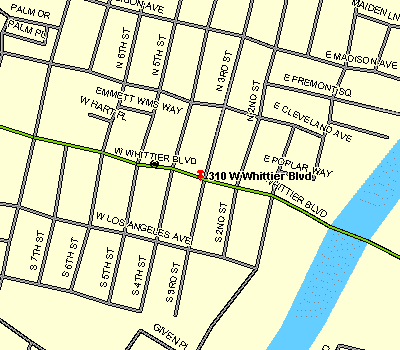 PALM DR
PALM PL
MAIDEN LN
N 6TH ST
N 5TH ST
N 3RD ST
N 2ND ST
E MADISON AVE
E FREMONT SQ
EMMETT WMS WAY
W HART PL
E CLEVELAND AVE
W WHITTIER BLVD
E POPLAR WAY
310 W Whittier Blvd.
WHITTIER BLVD
W LOS ANGELES AVE
S 7TH ST
S 6TH ST
S 5TH ST
S 4TH ST
S 3RD ST
S 2ND ST
GIVEN PL